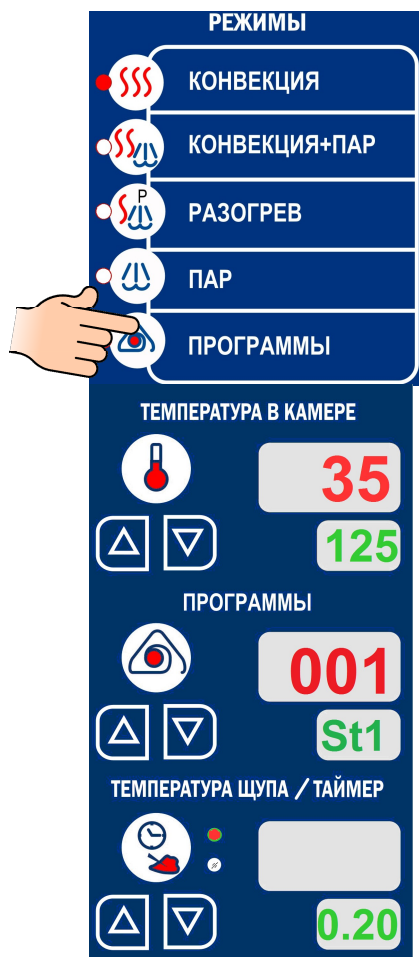 РЕЖИМЫ
КОНВЕКЦИЯ
КОНВЕКЦИЯ+ПАР
P
РАЗОГРЕВ
ПАР
ПРОГРАММЫ
ТЕМПЕРАТУРА В КАМЕРЕ
35
125
ПРОГРАММЫ
001
St1
ТЕМПЕРАТУРА ЩУПА / ТАЙМЕР
0.20